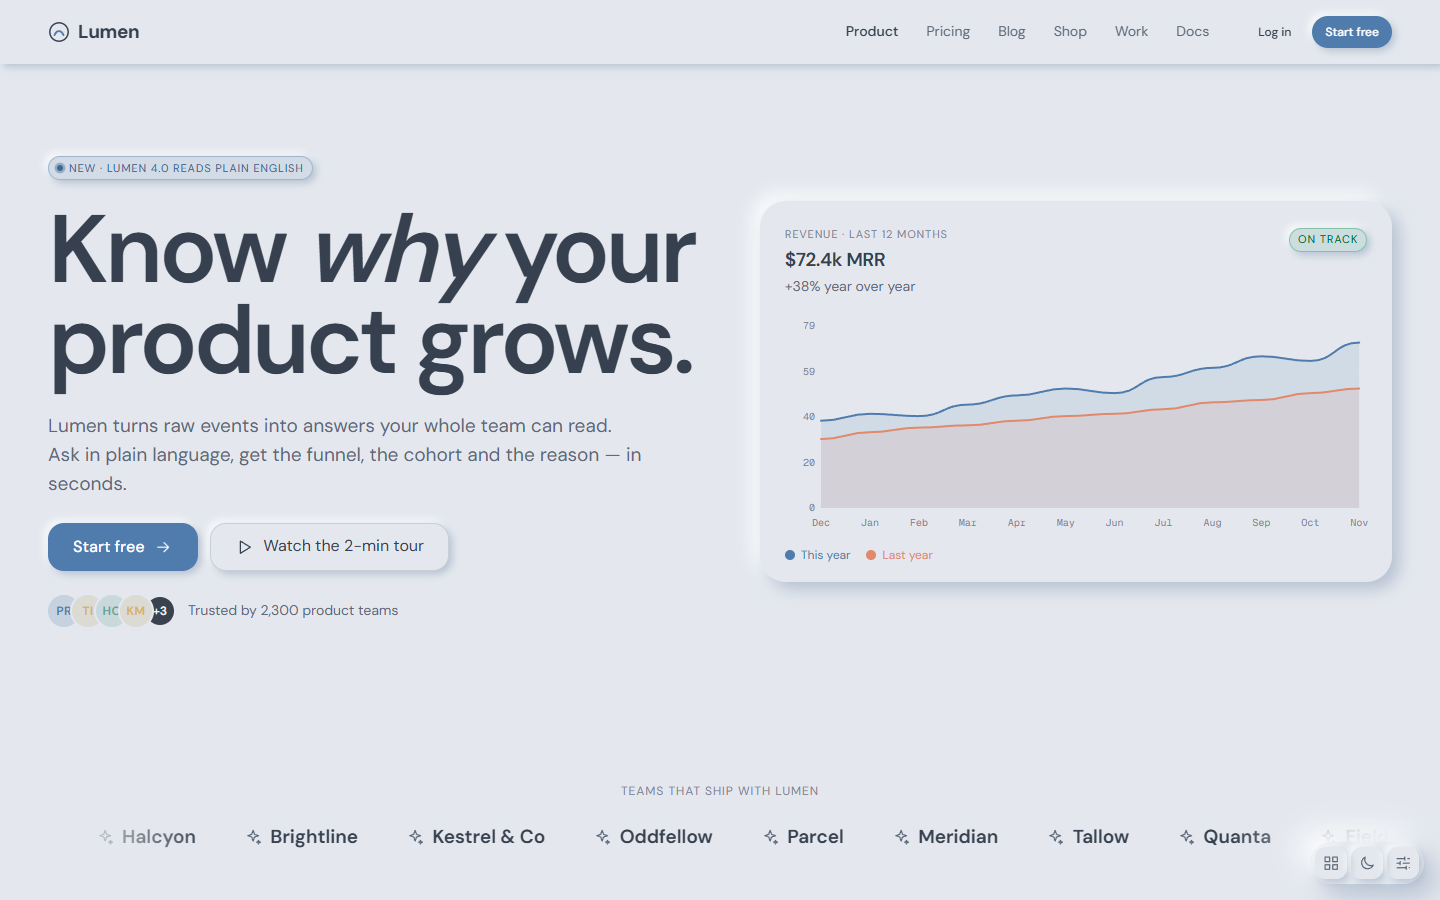 Lumen
Product Pricing Blog Shop Work Docs Log in Start free
NEW · LUMEN 4.0 READS PLAIN ENGLISH
Know why your
product grows.
Lumen turns raw events into answers your whole team can read.
Ask in plain language, get the funnel, the cohort and the reason — in
seconds.
Start free
Watch the 2-min tour
PR HO KM +3
Trusted by 2,300 product teams
REVENUE · LAST 12 MONTHS
ON TRACK
$72.4k MRR
+38% year over year
79
59
40
20
0
Dec Jan Feb Mar Apr May Jun Jul Aug Sep Oct Nov
This year Last year
TEAMS THAT SHIP WITH LUMEN
Halcyon Brightline Kestrel & Co Oddfellow Parcel Meridian Tallow Quanta